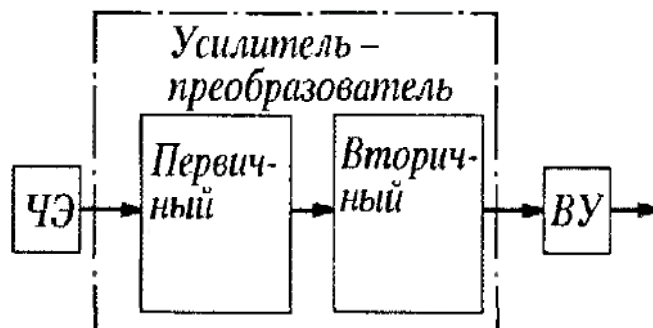 Усилитель –
преобразователь
Первич-
ный
Вторич-
ный
ЧЭ
ВУ